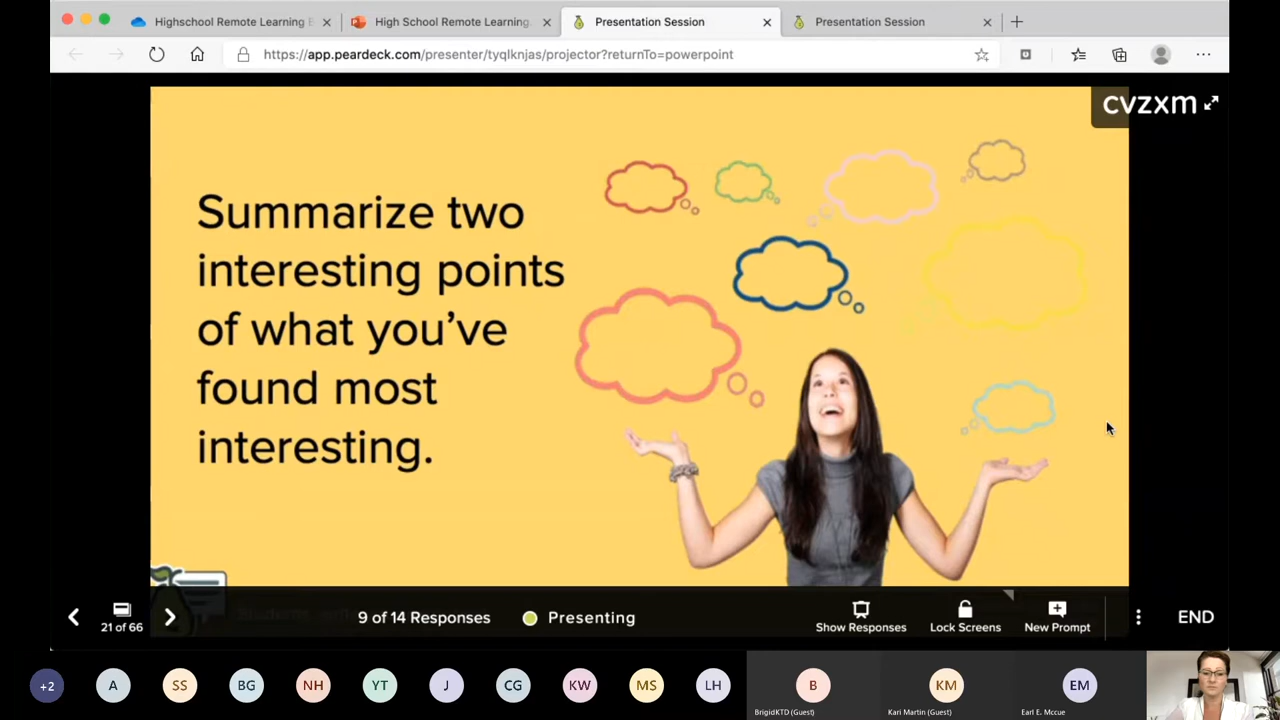 Highschool Remote Learning E
High School Remote Learning.
Presentation Session
Presentation Session
https://app.peardeck.com/presenter/tyqlknjas/projector?returnTo=powerpoint
cvzxm
Summarize two
interesting points
of what you've
found most
interesting.
21 of 66
9 of 14 Responses
Presenting
Show Responses
Lock Screens
New Prompt
END
+2
A
SS
BG
NH
YT
J
CG
KW
MS
LH
B
KM
EM
BrigidKTD (Guest)
Kari Martin (Guest)
Earl E. Mccue